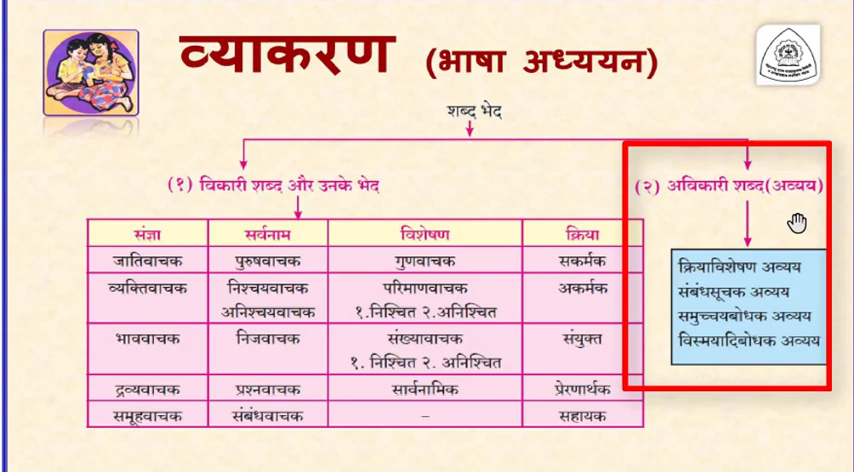 व्याकरण (भाषा अध्ययन)
शब्द भेद
(१) विकारी शब्द और उनके भेद
(२) अविकारी शब्द(अव्यय)
संज्ञा सर्वनाम विशेषण क्रिया
जातिवाचक पुरुषवाचक गुणवाचक सकर्मक
व्यक्तिवाचक निश्चयवाचक परिमाणवाचक अकर्मक
अनिश्चयवाचक १.निश्चित २.अनिश्चित
भाववाचक निजवाचक संख्यावाचक संयुक्त
१. निश्चित २. अनिश्चित
द्रव्यवाचक प्रश्नवाचक सार्वनामिक प्रेरणार्थक
समूहवाचक संबंधवाचक – सहायक
क्रियाविशेषण अव्यय
संबंधसूचक अव्यय
समुच्चयबोधक अव्यय
विस्मयादिबोधक अव्यय